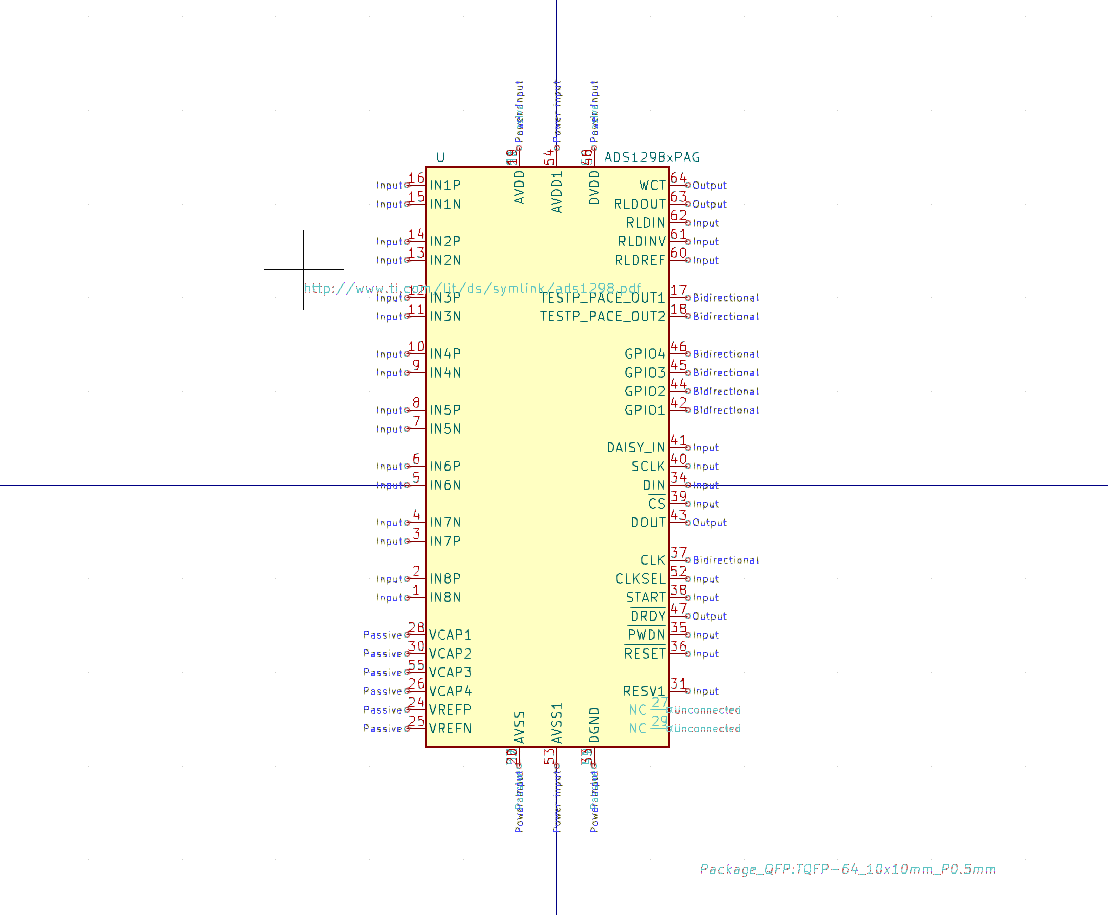 Power Input
Power Input
Power Input
U
ADS1298xPAG
54
AVDD
AVDD1
DVDD
Input 16 IN1P
WCT 64 Output
Input 15 IN1N
RLDOUT 63 Output
RLDIN 62 Input
Input 14 IN2P
RLDINV 61 Input
Input 13 IN2N
RLDREF 60 Input
http://www.ti.com/lit/ds/symlink/ads1298.pdf
Input 12 IN3P
TESTP_PACE_OUT1 17 Bidirectional
Input 11 IN3N
TESTP_PACE_OUT2 18 Bidirectional
Input 10 IN4P
GPIO4 46 Bidirectional
Input 9 IN4N
GPIO3 45 Bidirectional
GPIO2 44 Bidirectional
Input 8 IN5P
GPIO1 42 Bidirectional
Input 7 IN5N
DAISY_IN 41 Input
Input 6 IN6P
SCLK 40 Input
Input 5 IN6N
DIN 34 Input
CS 39 Input
Input 4 IN7N
DOUT 43 Output
Input 3 IN7P
CLK 37 Bidirectional
Input 2 IN8P
CLKSEL 52 Input
Input 1 IN8N
START 38 Input
DRDY 47 Output
Passive 28 VCAP1
PWDN 35 Input
Passive 30 VCAP2
RESET 36 Input
Passive 55 VCAP3
Passive 26 VCAP4
RESV1 31 Input
Passive 24 VREFP
NC 27 Unconnected
Passive 25 VREFN
NC 29 Unconnected
AVSS
AVSS1
DGND
53
Power Input
Power Input
Power Input
Package_QFP:TQFP-64_10x10mm_P0.5mm